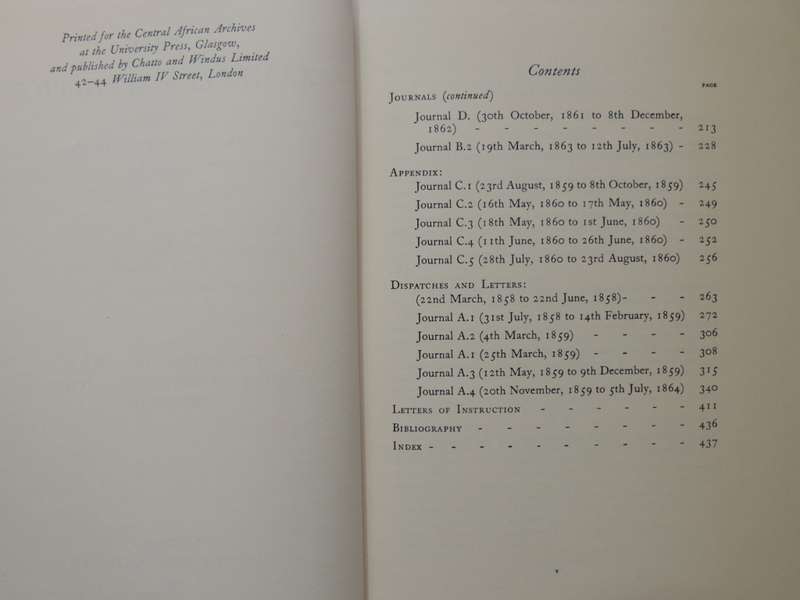 Printed for the Central African Archives
at the University Press, Glasgow,
and published by Chatto and Windus Limited
42–44 William IV Street, London
Contents
PAGE
Journals (continued)
Journal D. (30th October, 1861 to 8th December,
1862) - - - - - - - - 213
Journal B.2 (19th March, 1863 to 12th July, 1863) - 228
Appendix:
Journal C.1 (23rd August, 1859 to 8th October, 1859) 245
Journal C.2 (16th May, 1860 to 17th May, 1860) - 249
Journal C.3 (18th May, 1860 to 1st June, 1860) - 250
Journal C.4 (11th June, 1860 to 26th June, 1860) - 252
Journal C.5 (28th July, 1860 to 23rd August, 1860) 256
Dispatches and Letters:
(22nd March, 1858 to 22nd June, 1858)- - - 263
Journal A.1 (31st July, 1858 to 14th February, 1859) 272
Journal A.2 (4th March, 1859) - - - - 306
Journal A.1 (25th March, 1859) - - - - 308
Journal A.3 (12th May, 1859 to 9th December, 1859) 315
Journal A.4 (20th November, 1859 to 5th July, 1864) 340
Letters of Instruction - - - - - - 411
Bibliography - - - - - - - - 436
Index - - - - - - - - - - 437
v